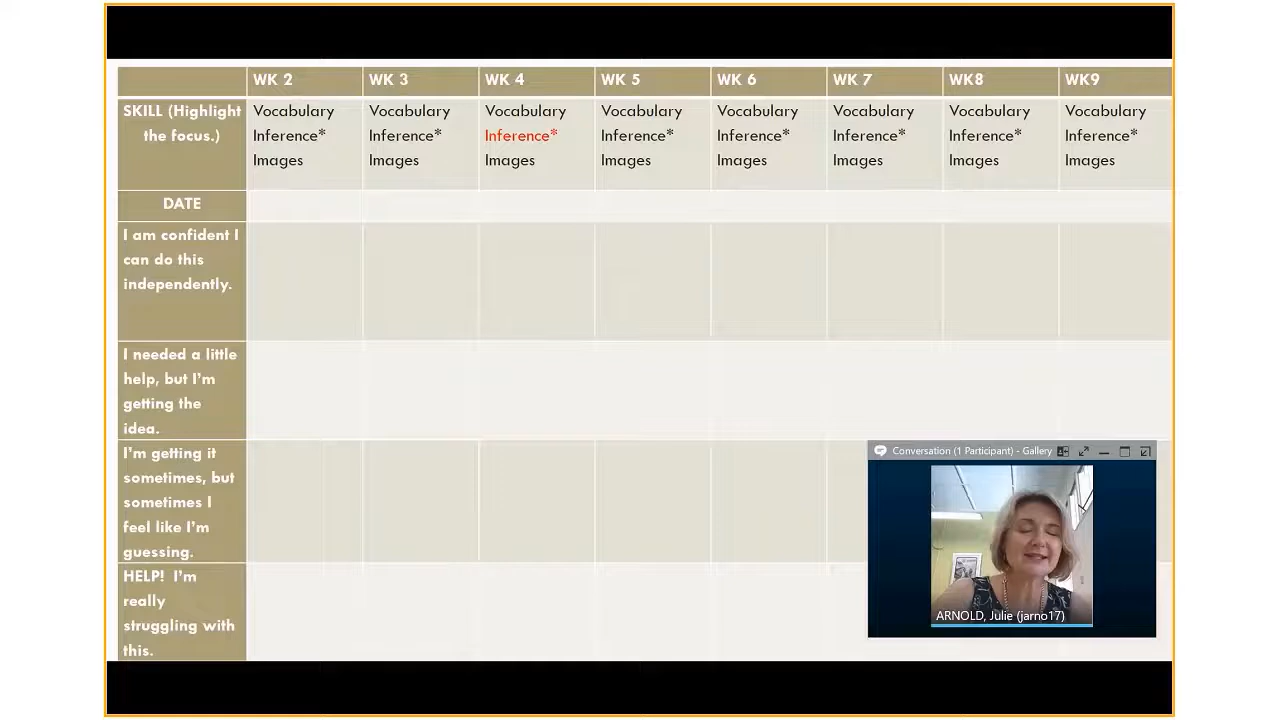 WK 2 WK 3 WK 4 WK 5 WK 6 WK 7 WK8 WK9
SKILL (Highlight Vocabulary Vocabulary Vocabulary Vocabulary Vocabulary Vocabulary Vocabulary Vocabulary
the focus.) Inference* Inference* Inference* Inference* Inference* Inference* Inference* Inference*
Images Images Images Images Images Images Images Images
DATE
I am confident I
can do this
independently.
I needed a little
help, but I'm
getting the
idea.
I'm getting it
sometimes, but
sometimes I
feel like I'm
guessing.
HELP! I'm
really
struggling with
this.
Conversation (1 Participant) - Gallery
ARNOLD, Julie (jarno17)